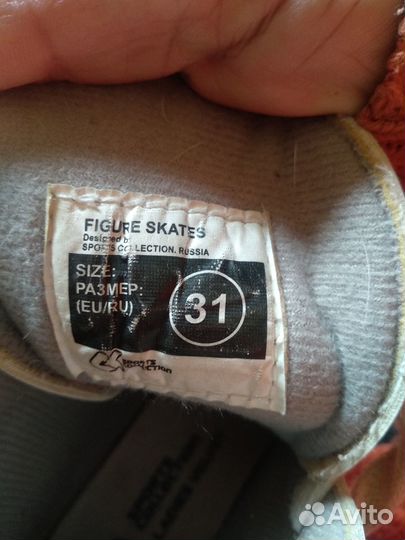 FIGURE SKATES
Designed by
SPORTS COLLECTION. RUSSIA
SIZE:
РАЗМЕР:
(EU/RU)
31
SPORTS
COLLECTION
Avito